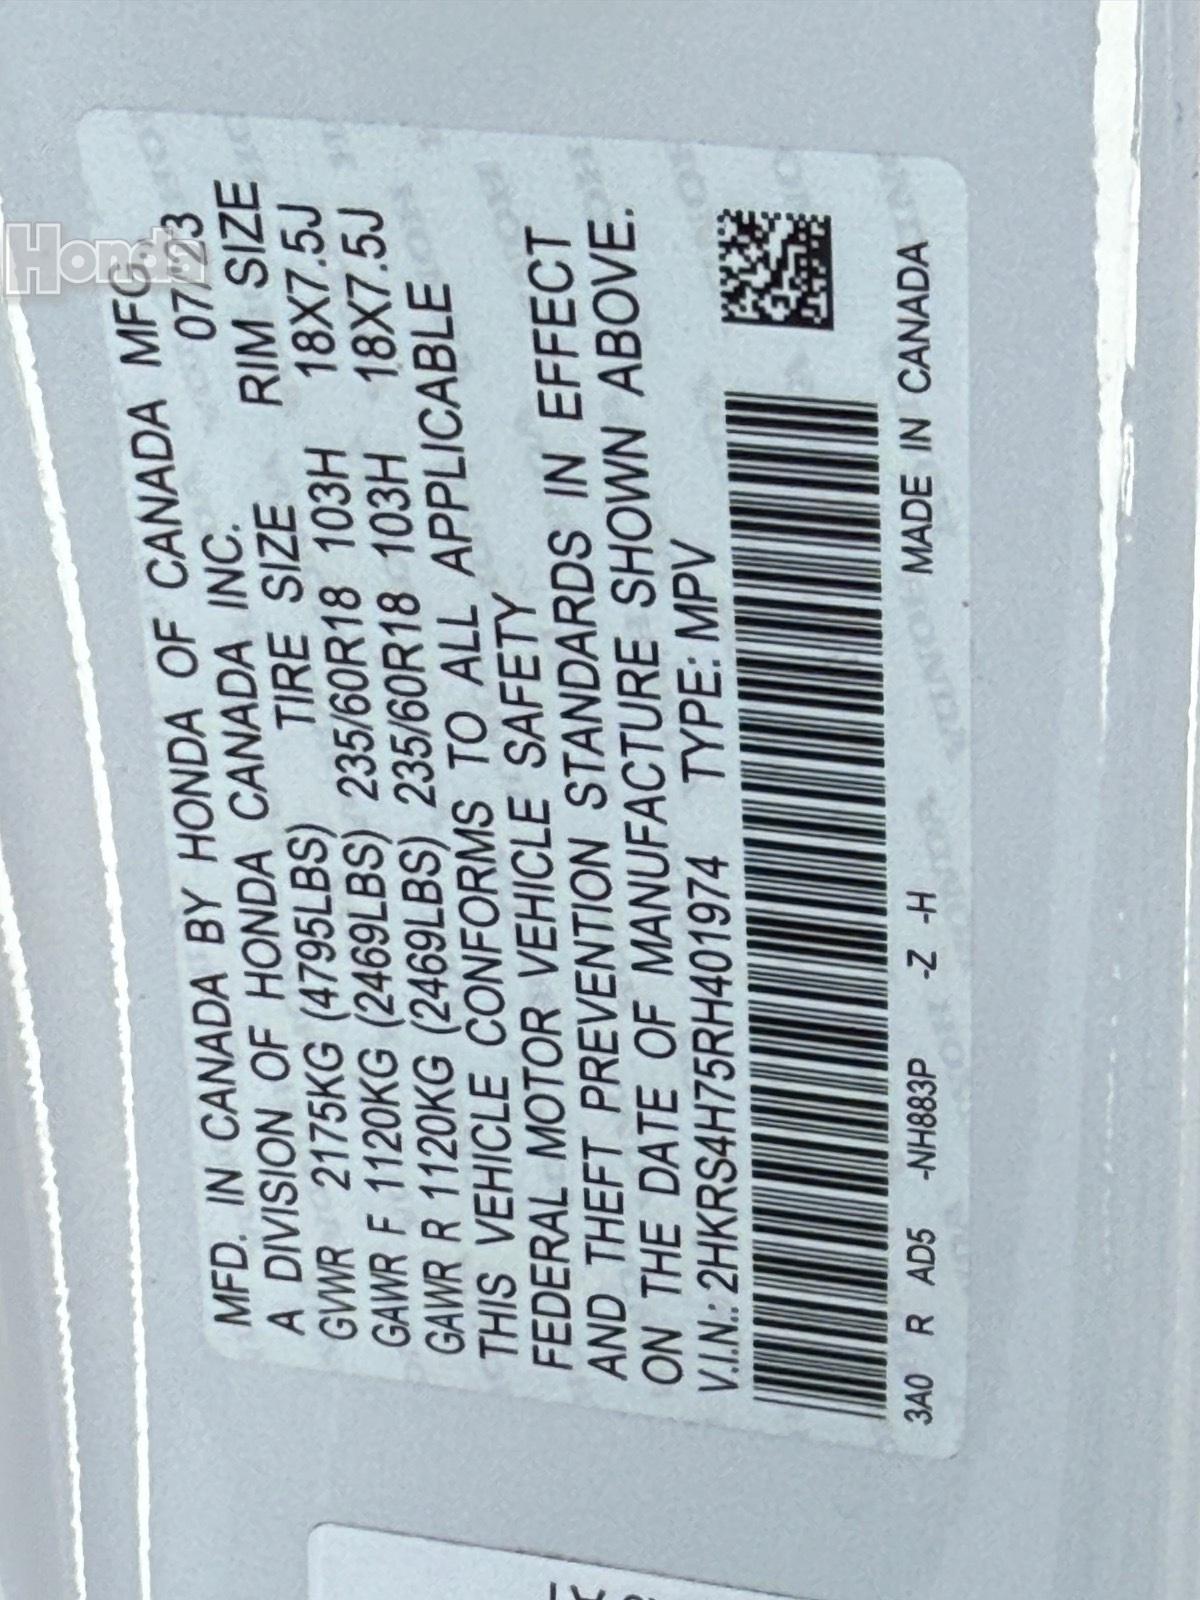 Honda
MFD. IN CANADA BY HONDA OF CANADA MFG
A DIVISION OF HONDA CANADA INC. 07/23
TIRE SIZE RIM SIZE
GVWR 2175KG (4795LBS)
GAWR F 1120KG (2469LBS) 235/60R18 103H 18X7.5J
GAWR R 1120KG (2469LBS) 235/60R18 103H 18X7.5J
THIS VEHICLE CONFORMS TO ALL APPLICABLE
FEDERAL MOTOR VEHICLE SAFETY
AND THEFT PREVENTION STANDARDS IN EFFECT
ON THE DATE OF MANUFACTURE SHOWN ABOVE.
V.I.N.: 2HKRS4H75RH401974 TYPE: MPV
3A0 R AD5 -NH883P -Z -H MADE IN CANADA